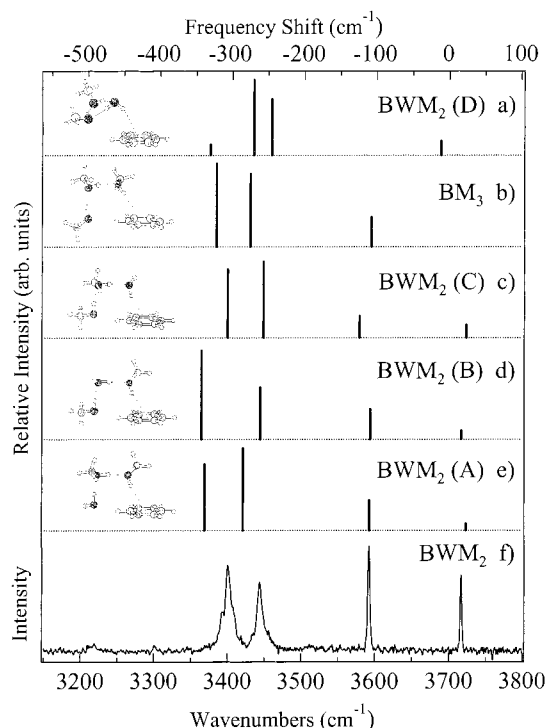 Frequency Shift (cm-1)
-500 -400 -300 -200 -100 0 100
BWM2 (D) a)
BM3 b)
BWM2 (C) c)
BWM2 (B) d)
BWM2 (A) e)
BWM2 f)
Relative Intensity (arb. units)
Intensity
3200 3300 3400 3500 3600 3700 3800
Wavenumbers (cm-1)